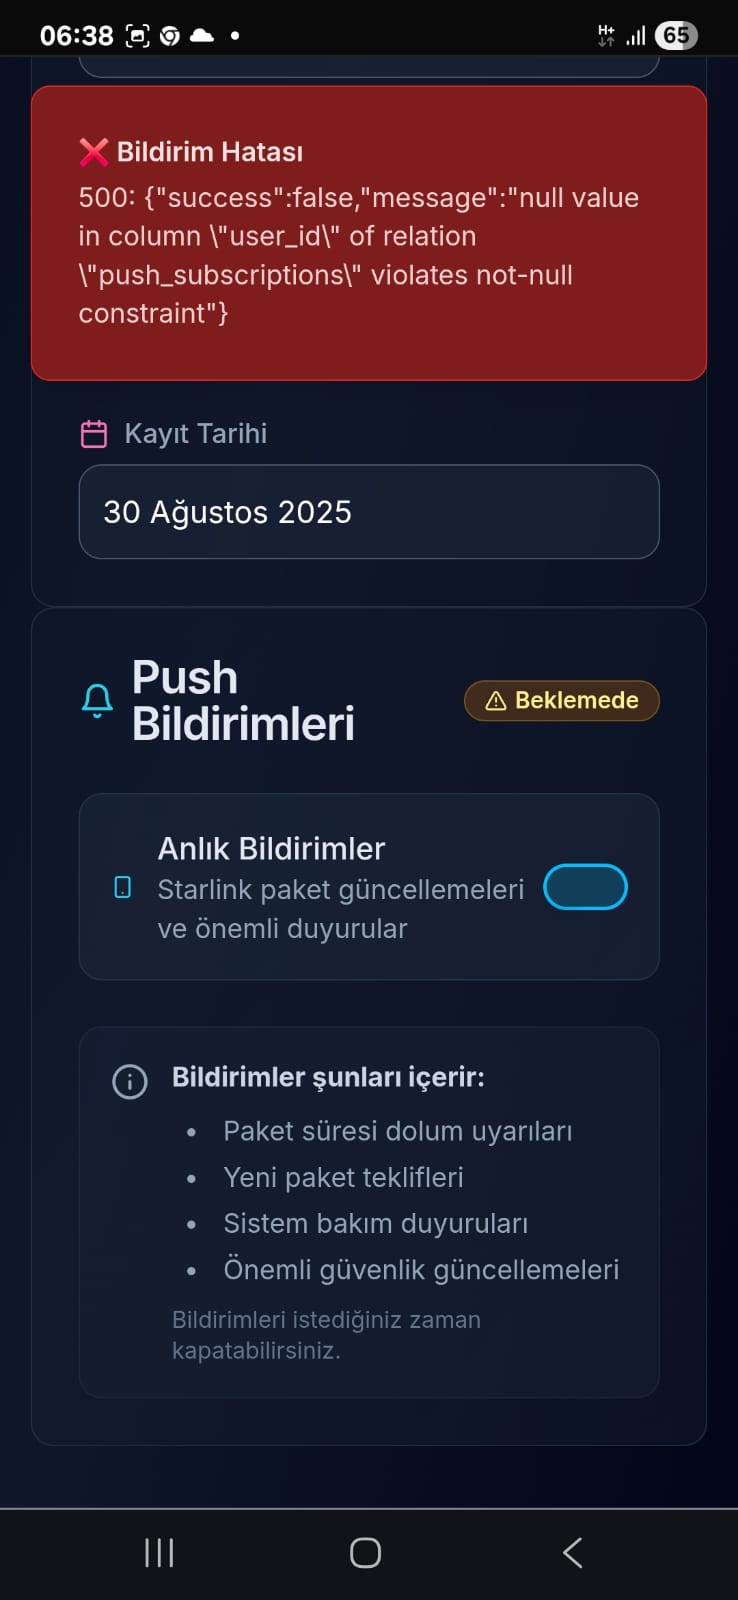 06:38
H+
65
❌ Bildirim Hatası
500: {"success":false,"message":"null value
in column \"user_id\" of relation
\"push_subscriptions\" violates not-null
constraint"}
Kayıt Tarihi
30 Ağustos 2025
Push
Bildirimleri
Beklemede
Anlık Bildirimler
Starlink paket güncellemeleri
ve önemli duyurular
Bildirimler şunları içerir:
• Paket süresi dolum uyarıları
• Yeni paket teklifleri
• Sistem bakım duyuruları
• Önemli güvenlik güncellemeleri
Bildirimleri istediğiniz zaman
kapatabilirsiniz.